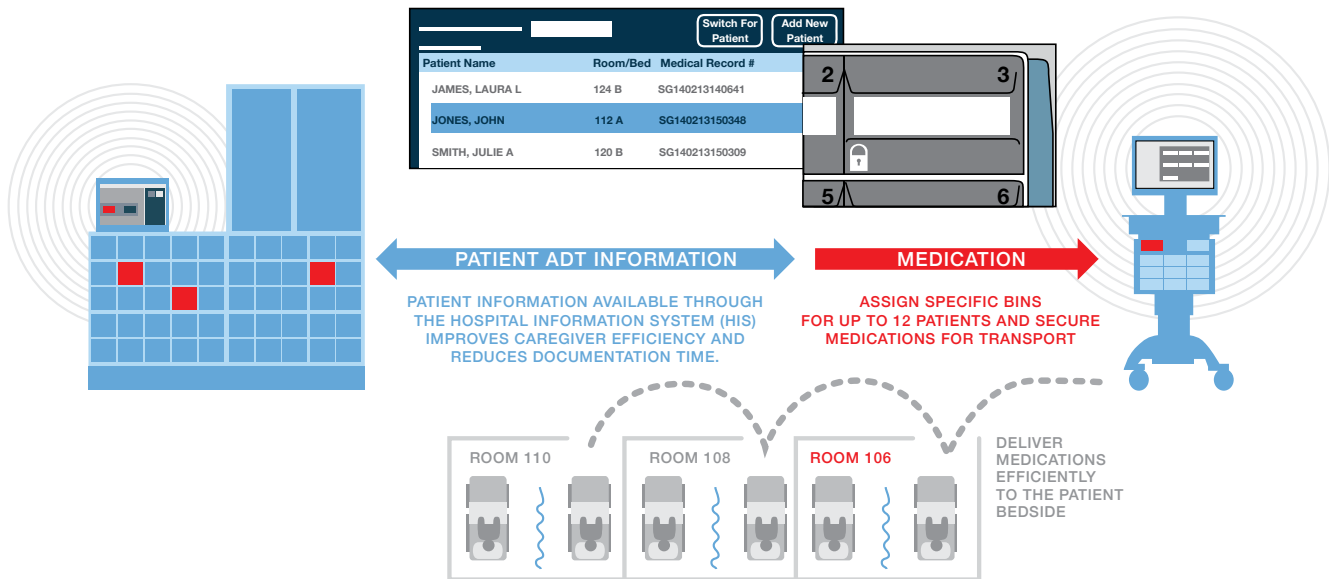 Switch For
Patient
Add New
Patient
Patient Name Room/Bed Medical Record #
JAMES, LAURA L 124 B SG140213140641
JONES, JOHN 112 A SG140213150348
SMITH, JULIE A 120 B SG140213150309
2 3
5 6
PATIENT ADT INFORMATION
MEDICATION
PATIENT INFORMATION AVAILABLE THROUGH
THE HOSPITAL INFORMATION SYSTEM (HIS)
IMPROVES CAREGIVER EFFICIENCY AND
REDUCES DOCUMENTATION TIME.
ASSIGN SPECIFIC BINS
FOR UP TO 12 PATIENTS AND SECURE
MEDICATIONS FOR TRANSPORT
ROOM 110
ROOM 108
ROOM 106
DELIVER
MEDICATIONS
EFFICIENTLY
TO THE PATIENT
BEDSIDE